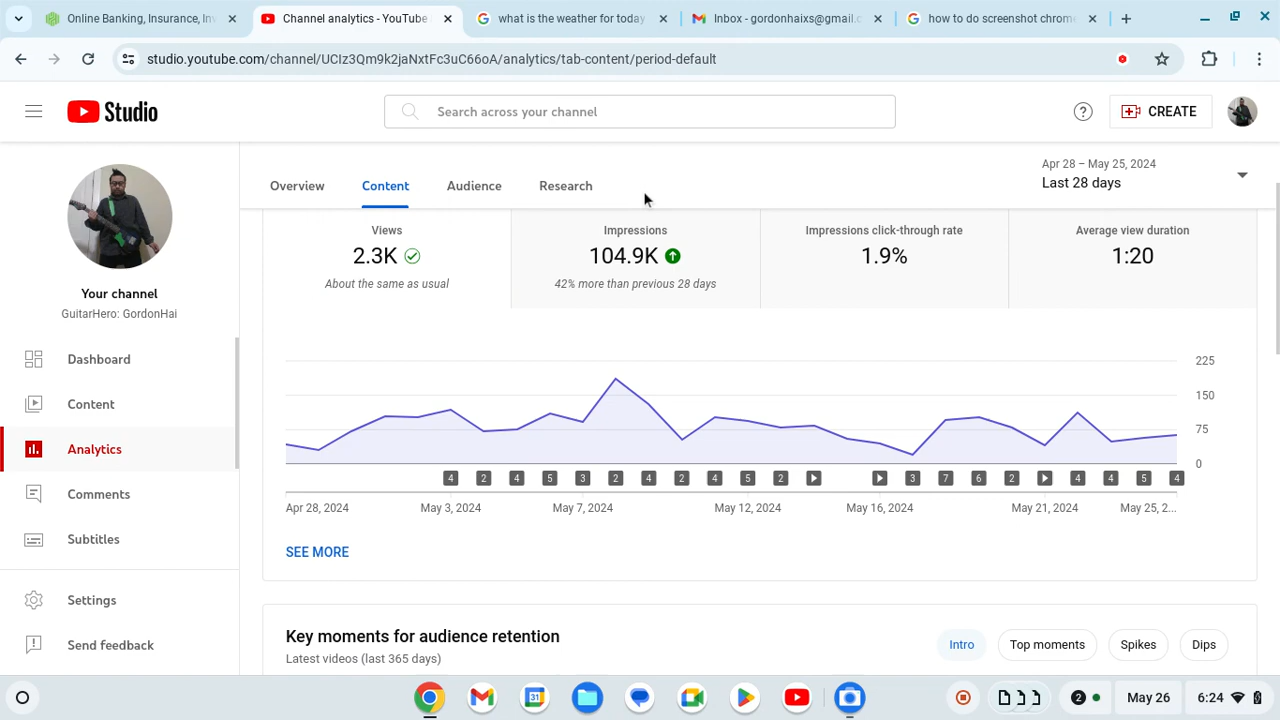 Online Banking, Insurance, In
Channel analytics - YouTube
what is the weather for today
Inbox - gordonhaixs@gmail.c
how to do screenshot chrom
studio.youtube.com/channel/UCIz3Qm9k2jaNxtFc3uC66oA/analytics/tab-content/period-default
Studio
Search across your channel
CREATE
Your channel
GuitarHero: GordonHai
Dashboard
Content
Analytics
Comments
Subtitles
Settings
Send feedback
Overview
Content
Audience
Research
Apr 28 – May 25, 2024
Last 28 days
Views
2.3K
About the same as usual
Impressions
104.9K
42% more than previous 28 days
Impressions click-through rate
1.9%
Average view duration
1:20
225
150
75
0
4 2 4 5 3 2 4 2 4 5 2 3 7 6 2 4 4 5 4
Apr 28, 2024 May 3, 2024 May 7, 2024 May 12, 2024 May 16, 2024 May 21, 2024 May 25, 2...
SEE MORE
Key moments for audience retention
Latest videos (last 365 days)
Intro
Top moments
Spikes
Dips
31
2
May 26
6:24